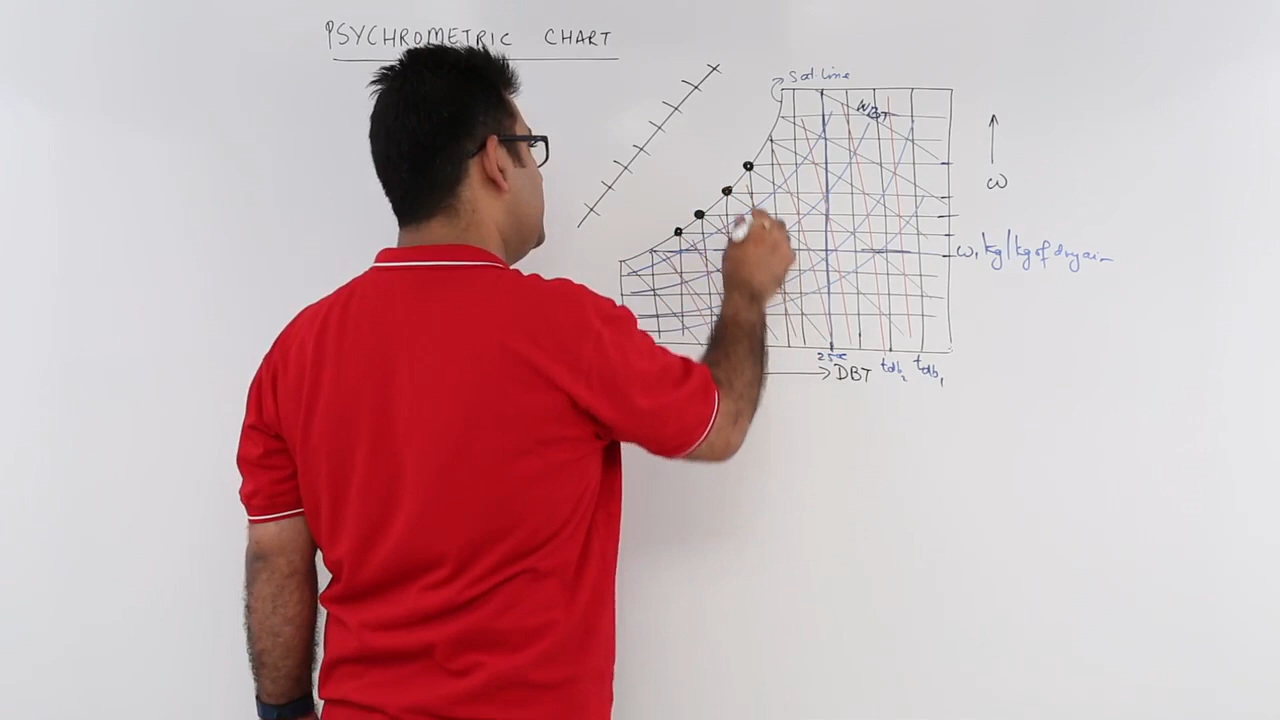 PSYCHROMETRIC CHART
Sat. Line
WBT
ω
ω, kg/kg of dry air
25°C
DBT
tdb2
tdb1